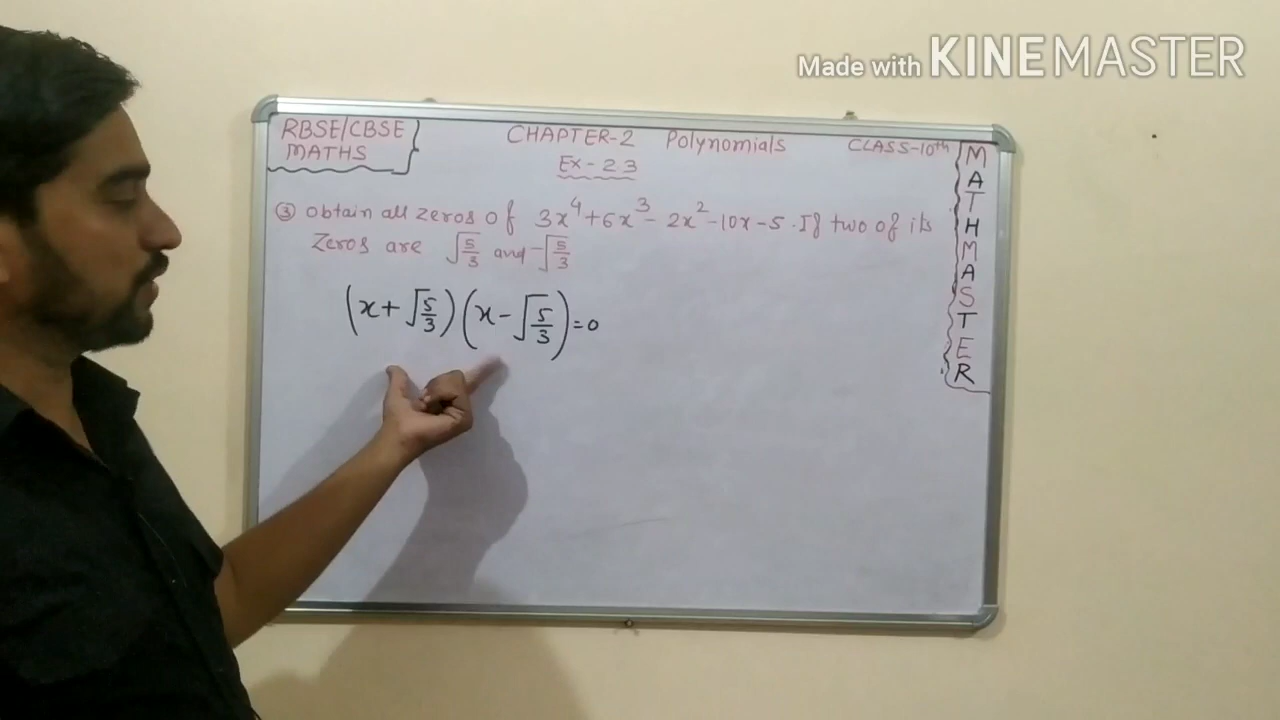 Made with KINEMASTER
RBSE/CBSE
MATHS
CHAPTER-2 Polynomials
CLASS-10th
Ex-2.3
③ Obtain all zeros of 3x⁴+6x³-2x²-10x-5. If two of its
Zeros are √5/3 and -√5/3
(x+√5/3)(x-√5/3)=0
MATHMASTER